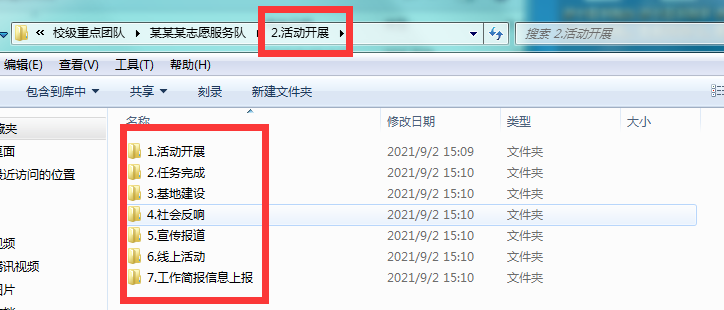 « 校级重点团队 某某某志愿服务队 2.活动开展 搜索 2.活动开展
编辑(E) 查看(V) 工具(T) 帮助(H)
包含到库中 共享 刻录 新建文件夹
名称 修改日期 类型 大小
藏夹
1.活动开展 2021/9/2 15:09 文件夹
桌面
2.任务完成 2021/9/2 15:10 文件夹
最近访问的位置
3.基地建设 2021/9/2 15:10 文件夹
4.社会反响 2021/9/2 15:10 文件夹
5.宣传报道 2021/9/2 15:10 文件夹
视频
6.线上活动 2021/9/2 15:10 文件夹
腾讯视频
7.工作简报信息上报 2021/9/2 15:10 文件夹
图片
文档